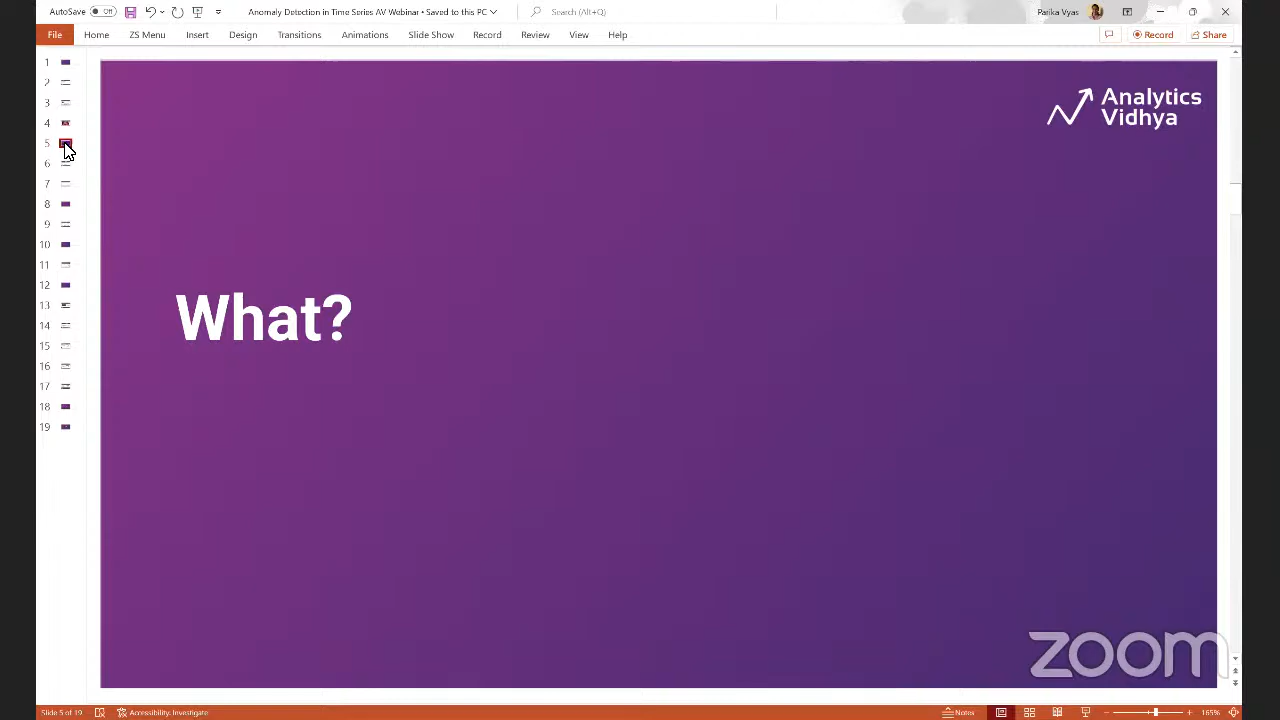 AutoSave Off Anomaly Detection in Time Series AV Webinar • Saved to this PC Search (Alt+Q) Parika Vyas
File Home ZS Menu Insert Design Transitions Animations Slide Show Record Review View Help Record Share
1
2
3
4
5
6
7
8
9
10
11
12
13
14
15
16
17
18
19
Analytics
Vidhya
What?
zoom
Slide 5 of 19 Accessibility: Investigate Notes 165%